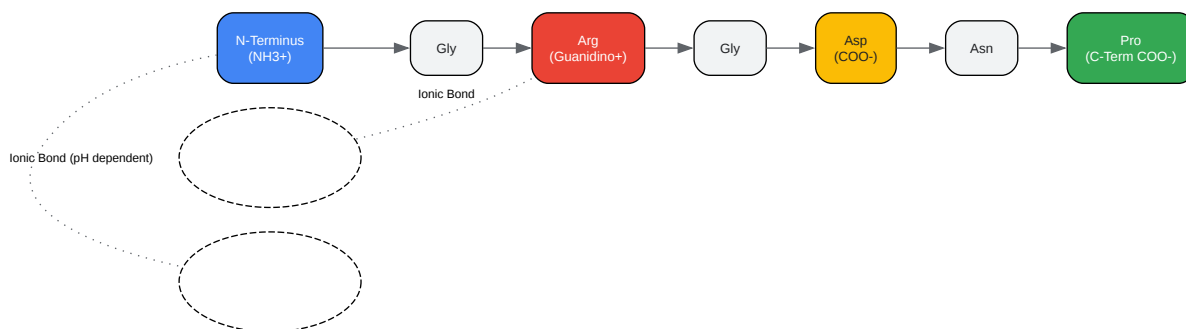 N-Terminus
(NH3+)
Gly
Arg
(Guanidino+)
Gly
Asp
(COO-)
Asn
Pro
(C-Term COO-)
Ionic Bond
Ionic Bond (pH dependent)